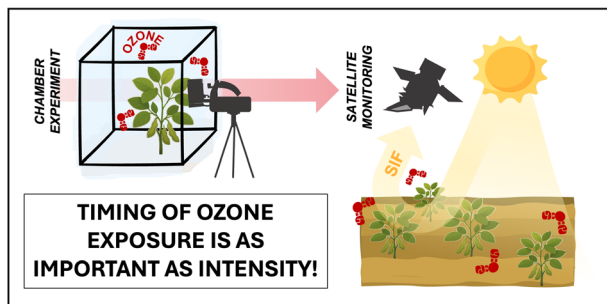 CHAMBER
EXPERIMENT
OZONE
SATELLITE
MONITORING
SIF
TIMING OF OZONE
EXPOSURE IS AS
IMPORTANT AS INTENSITY!